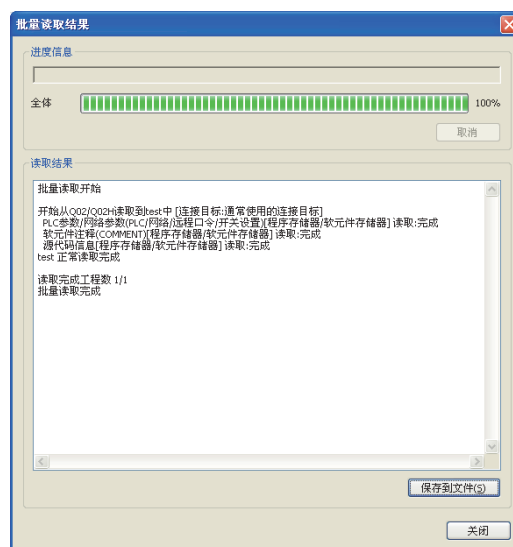 批量读取结果
进度信息
全体
100%
取消
读取结果
批量读取开始
开始从Q02/Q02H读取到test中 [连接目标:通常使用的连接目标]
PLC参数/网络参数(PLC/网络/远程口令/开关设置)[程序存储器/软元件存储器] 读取:完成
软元件注释(COMMENT)[程序存储器/软元件存储器] 读取:完成
源代码信息[程序存储器/软元件存储器] 读取:完成
test 正常读取完成
读取完成工程数 1/1
批量读取完成
保存到文件(S)
关闭